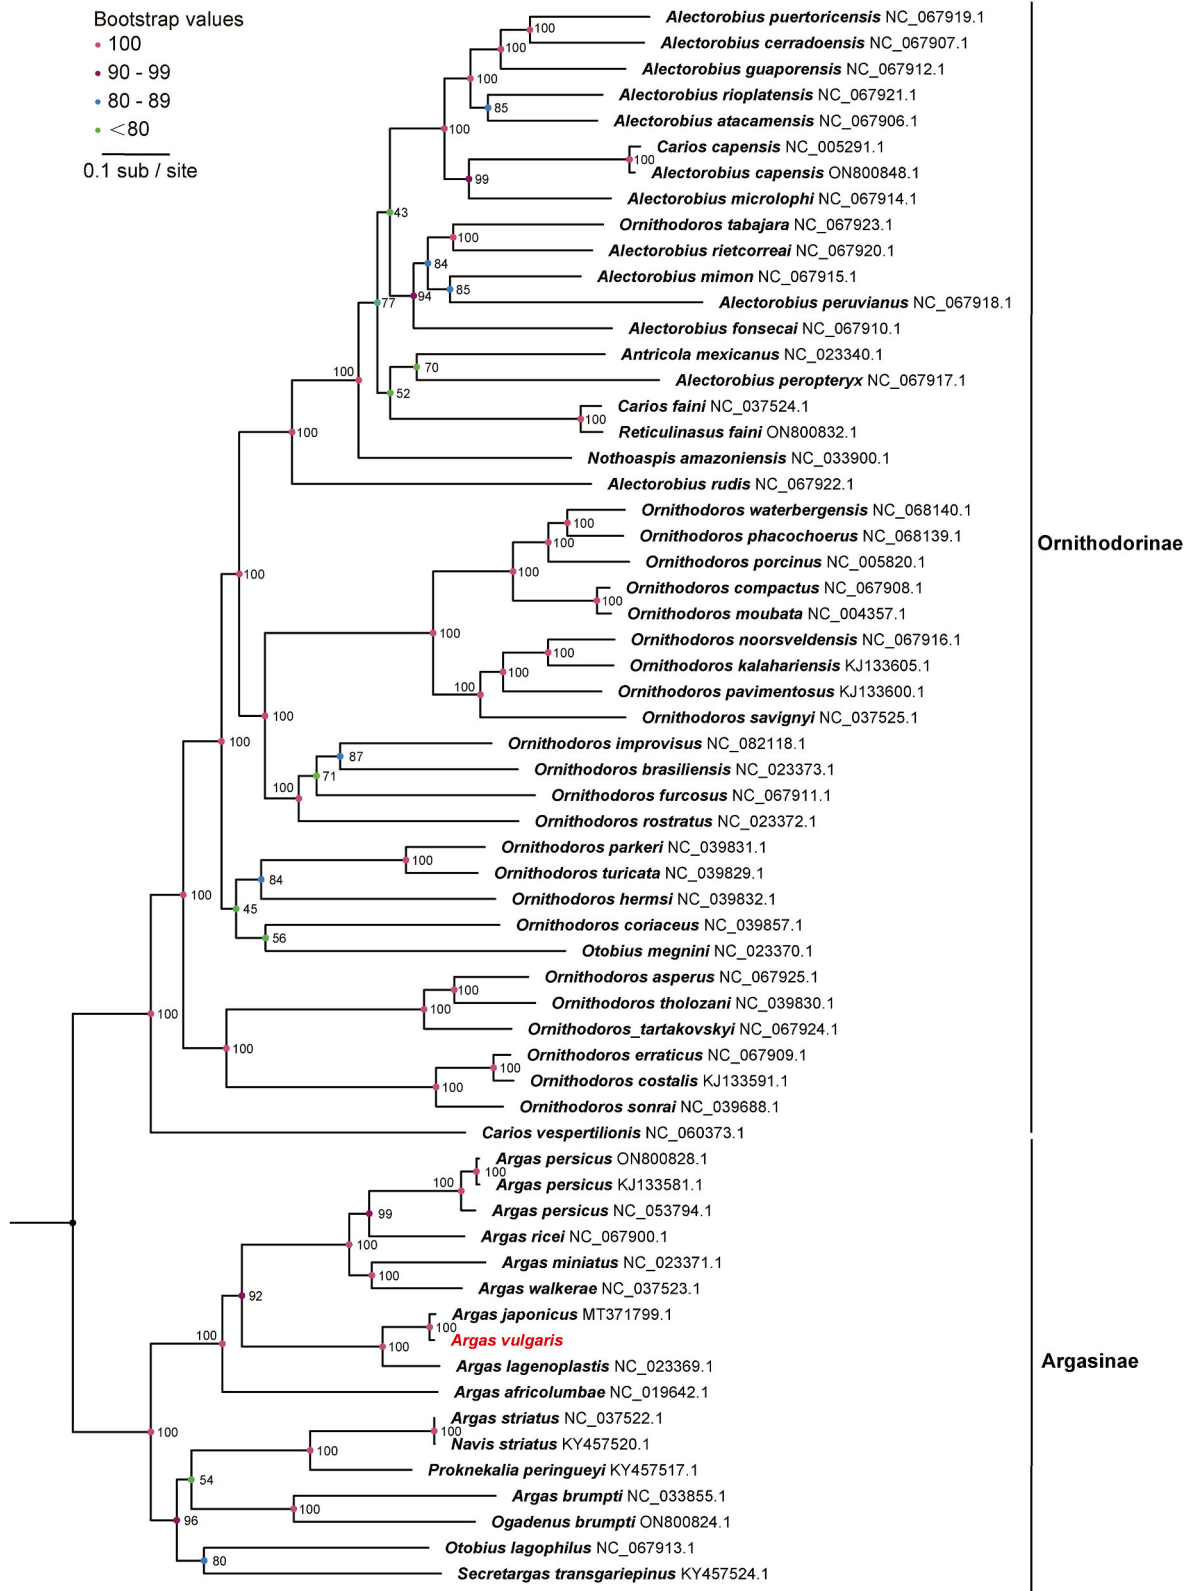 Bootstrap values
100
90 - 99
80 - 89
<80
0.1 sub / site
Alectorobius puertoricensis NC_067919.1
100
Alectorobius cerradoensis NC_067907.1
100
Alectorobius guaporensis NC_067912.1
100
Alectorobius rioplatensis NC_067921.1
85
Alectorobius atacamensis NC_067906.1
100
Carios capensis NC_005291.1
100
Alectorobius capensis ON800848.1
99
Alectorobius microlophi NC_067914.1
43
Ornithodoros tabajara NC_067923.1
100
Alectorobius rietcorreai NC_067920.1
84
Alectorobius mimon NC_067915.1
85
94
77
Alectorobius peruvianus NC_067918.1
Alectorobius fonsecai NC_067910.1
Antricola mexicanus NC_023340.1
70
100
Alectorobius peropteryx NC_067917.1
52
Carios faini NC_037524.1
100
Reticulinasus faini ON800832.1
100
Nothoaspis amazoniensis NC_033900.1
Alectorobius rudis NC_067922.1
Ornithodoros waterbergensis NC_068140.1
100
Ornithodoros phacochoerus NC_068139.1
100
Ornithodorinae
Ornithodoros porcinus NC_005820.1
100
100
Ornithodoros compactus NC_067908.1
100
Ornithodoros moubata NC_004357.1
100
Ornithodoros noorsveldensis NC_067916.1
100
Ornithodoros kalahariensis KJ133605.1
100
Ornithodoros pavimentosus KJ133600.1
100
Ornithodoros savignyi NC_037525.1
100
100
Ornithodoros improvisus NC_082118.1
87
Ornithodoros brasiliensis NC_023373.1
71
100
Ornithodoros furcosus NC_067911.1
Ornithodoros rostratus NC_023372.1
Ornithodoros parkeri NC_039831.1
100
Ornithodoros turicata NC_039829.1
84
100
Ornithodoros hermsi NC_039832.1
45
Ornithodoros coriaceus NC_039857.1
56
Otobius megnini NC_023370.1
Ornithodoros asperus NC_067925.1
100
Ornithodoros tholozani NC_039830.1
100
100
Ornithodoros_tartakovskyi NC_067924.1
100
Ornithodoros erraticus NC_067909.1
100
Ornithodoros costalis KJ133591.1
100
Ornithodoros sonrai NC_039688.1
Carios vespertilionis NC_060373.1
Argas persicus ON800828.1
100
100
Argas persicus KJ133581.1
Argas persicus NC_053794.1
99
Argas ricei NC_067900.1
100
Argas miniatus NC_023371.1
100
Argas walkerae NC_037523.1
92
Argas japonicus MT371799.1
100
100
Argas vulgaris
100
Argasinae
Argas lagenoplastis NC_023369.1
Argas africolumbae NC_019642.1
Argas striatus NC_037522.1
100
100
Navis striatus KY457520.1
100
Proknekalia peringueyi KY457517.1
54
Argas brumpti NC_033855.1
100
96
Ogadenus brumpti ON800824.1
Otobius lagophilus NC_067913.1
80
Secretargas transgariepinus KY457524.1